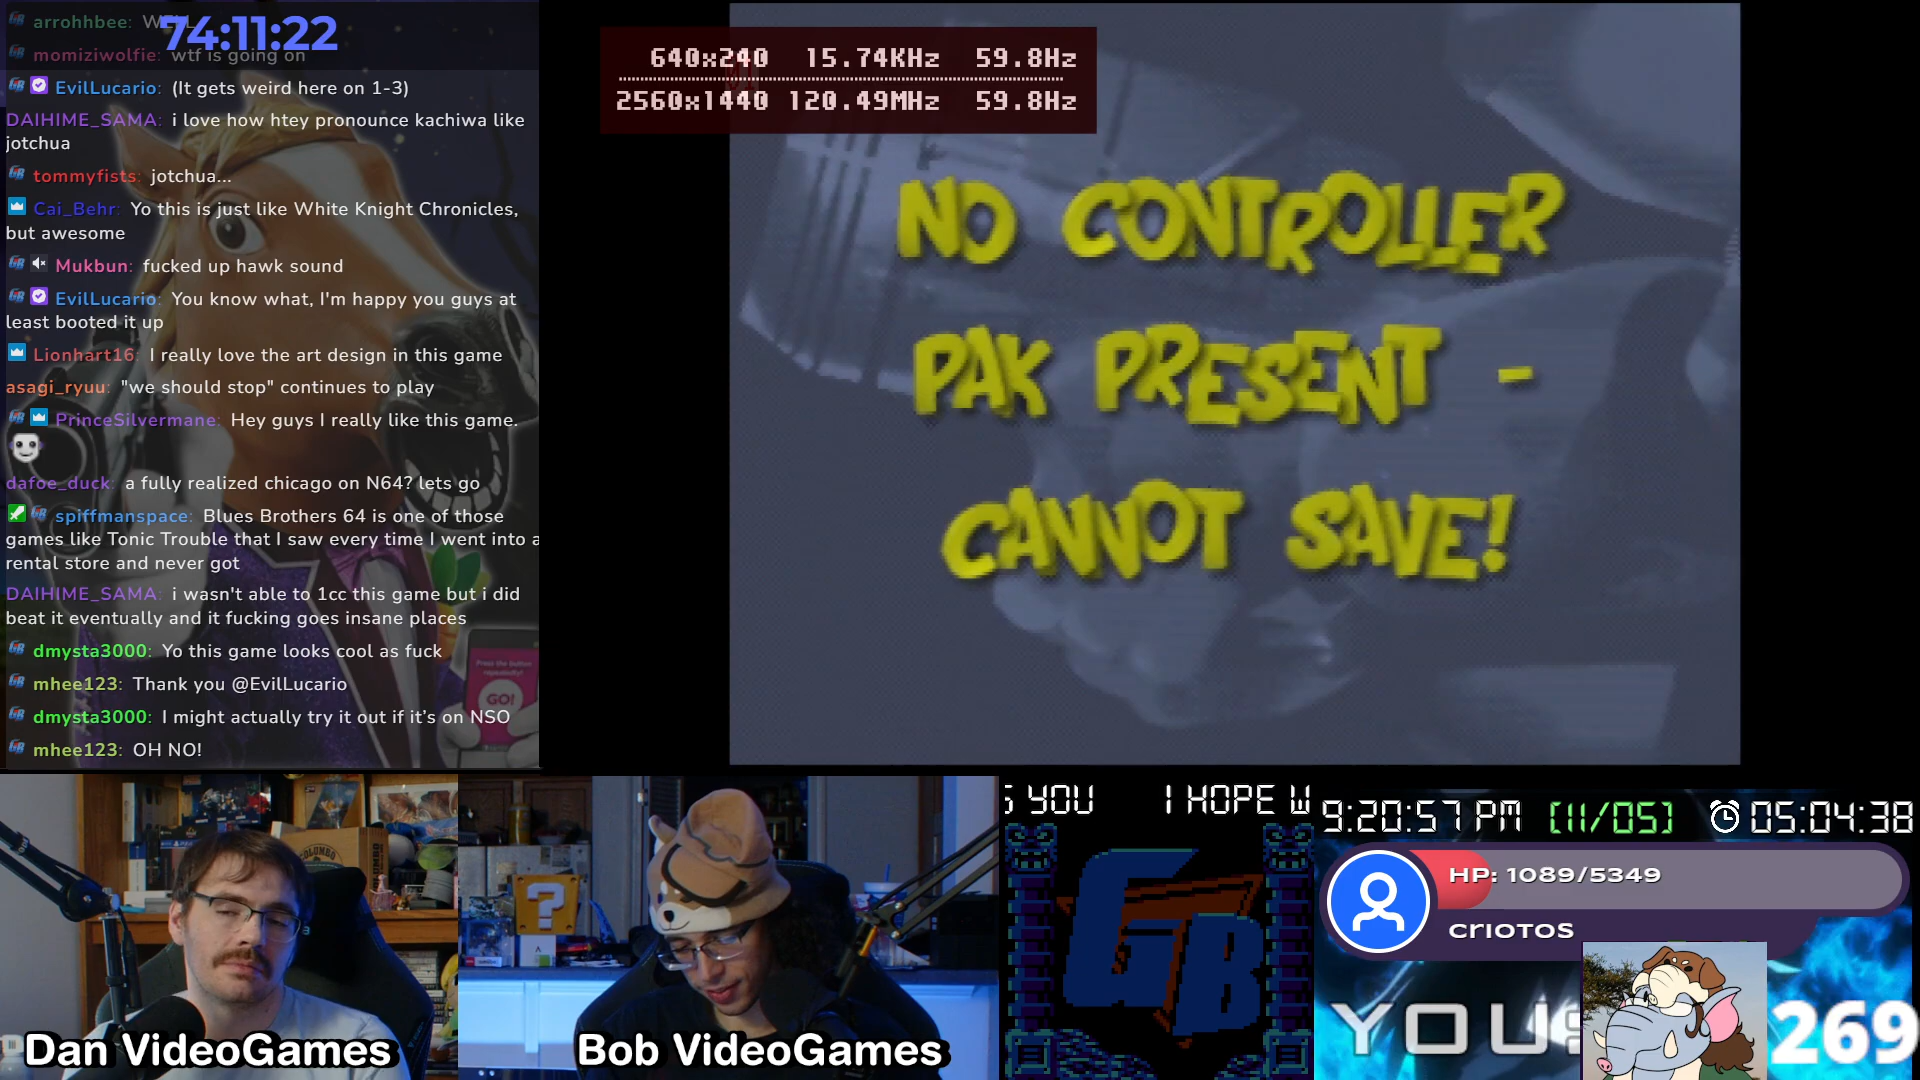 arrohhbee: WELL
74:11:22
momiziwolfie: wtf is going on
EvilLucario: (It gets weird here on 1-3)
DAIHIME_SAMA: i love how htey pronounce kachiwa like
jotchua
tommyfists: jotchua...
Cai_Behr: Yo this is just like White Knight Chronicles,
but awesome
Mukbun: fucked up hawk sound
EvilLucario: You know what, I'm happy you guys at
least booted it up
Lionhart16: I really love the art design in this game
asagi_ryuu: "we should stop" continues to play
PrinceSilvermane: Hey guys I really like this game.
dafoe_duck: a fully realized chicago on N64? lets go
spiffmanspace: Blues Brothers 64 is one of those
games like Tonic Trouble that I saw every time I went into a
rental store and never got
DAIHIME_SAMA: i wasn't able to 1cc this game but i did
beat it eventually and it fucking goes insane places
dmysta3000: Yo this game looks cool as fuck
mhee123: Thank you @EvilLucario
dmysta3000: I might actually try it out if it's on NSO
mhee123: OH NO!
Press the button
repeatedly!
GO!
640x240 15.74KHz 59.8Hz
2560x1440 120.49MHz 59.8Hz
NO CONTROLLER
PAK PRESENT -
CANNOT SAVE!
COLOMBO
?
Dan VideoGames
Bob VideoGames
S YOU I HOPE W
GB
9:20:57 PM [11/05] 05:04:38
HP: 1089/5349
CRIOTOS
YOU
269